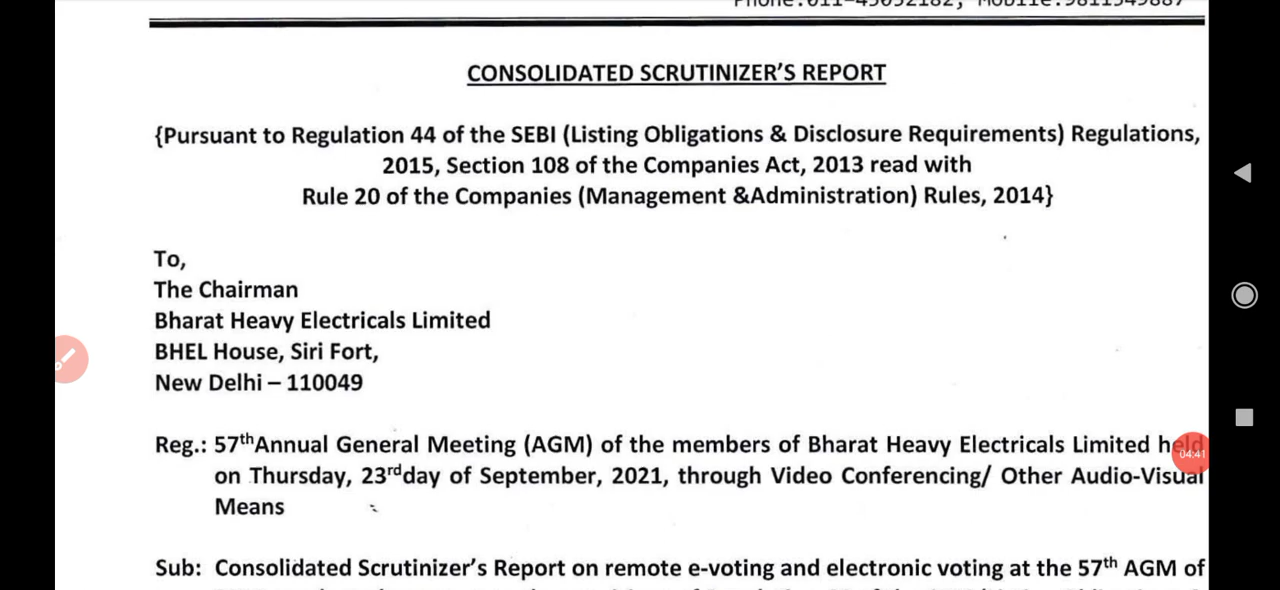 CONSOLIDATED SCRUTINIZER'S REPORT
{Pursuant to Regulation 44 of the SEBI (Listing Obligations & Disclosure Requirements) Regulations,
2015, Section 108 of the Companies Act, 2013 read with
Rule 20 of the Companies (Management &Administration) Rules, 2014}
To,
The Chairman
Bharat Heavy Electricals Limited
BHEL House, Siri Fort,
New Delhi – 110049
Reg.: 57thAnnual General Meeting (AGM) of the members of Bharat Heavy Electricals Limited held
04:41
on Thursday, 23rdday of September, 2021, through Video Conferencing/ Other Audio-Visual
Means
Sub: Consolidated Scrutinizer's Report on remote e-voting and electronic voting at the 57th AGM of